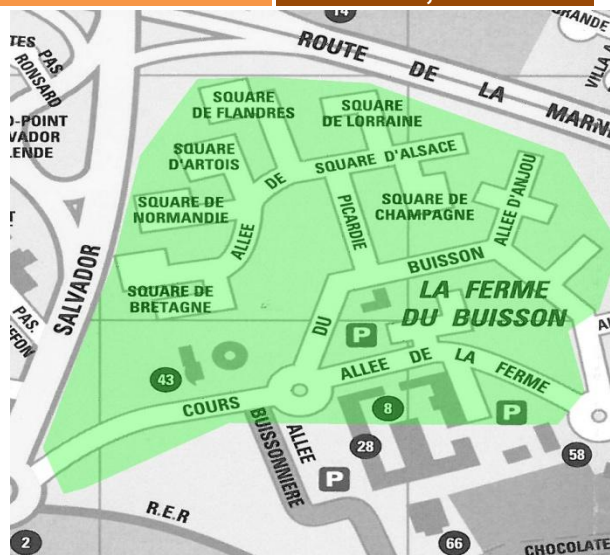 14
ROUTE DE LA MARNE
GRANDE
VILLA A
TES PAS
RONSARD
D-POINT
LVADOR
LENDE
SQUARE
DE FLANDRES
SQUARE
DE LORRAINE
SQUARE
D'ARTOIS
SQUARE D'ALSACE
SQUARE DE
NORMANDIE
ALLEE DE
PICARDIE
SQUARE DE
CHAMPAGNE
ALLEE D'ANJOU
SALVADOR
SQUARE DE
BRETAGNE
DU BUISSON
LA FERME
DU BUISSON
PAS.
FFON
P
43
COURS
ALLEE DE LA FERME
8
P
28
ALLEE
BUISSONNIERE
P
58
R.E.R
2
66
CHOCOLATE